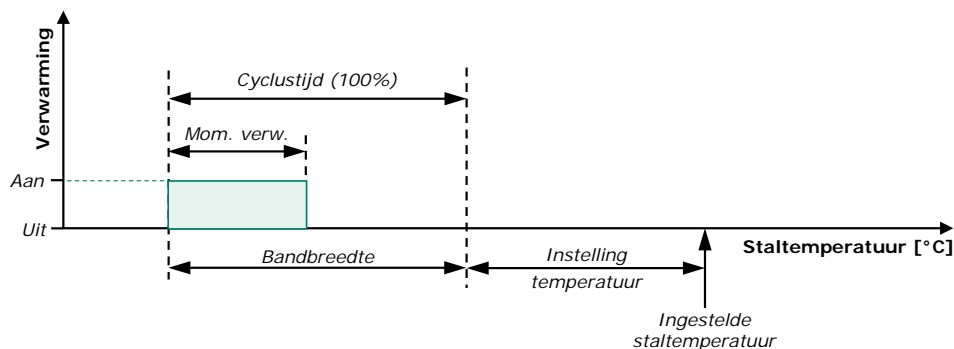 Verwarming
Cyclustijd (100%)
Mom. verw.
Aan
Uit
Staltemperatuur [°C]
Bandbreedte
Instelling
temperatuur
Ingestelde
staltemperatuur